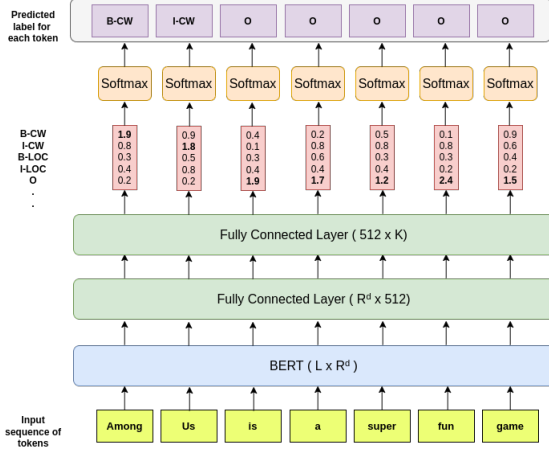 Predicted label for each token
B-CW I-CW O O O O O
Softmax Softmax Softmax Softmax Softmax Softmax Softmax
B-CW 1.9 0.9 0.4 0.2 0.5 0.1 0.9
I-CW 0.8 1.8 0.1 0.8 0.8 0.8 0.6
B-LOC 0.3 0.5 0.3 0.6 0.3 0.3 0.4
I-LOC 0.4 0.8 0.4 0.4 0.4 0.2 0.2
O 0.2 0.2 1.9 1.7 1.2 2.4 1.5
.
.
Fully Connected Layer ( 512 x K)
Fully Connected Layer ( Rᵈ x 512)
BERT ( L x Rᵈ )
Input sequence of tokens
Among Us is a super fun game